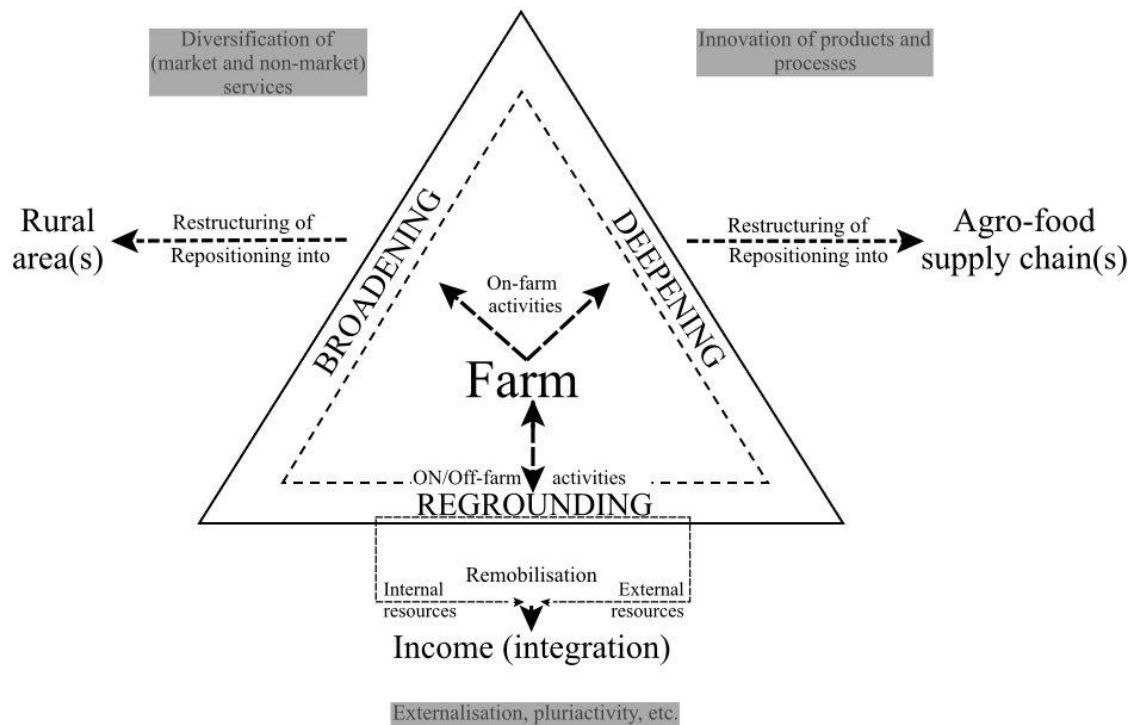 Diversification of
(market and non-market)
services
Innovation of products and
processes
Rural
area(s)
Restructuring of
Repositioning into
BROADENING
DEEPENING
Restructuring of
Repositioning into
Agro-food
supply chain(s)
On-farm
activities
Farm
ON/Off-farm activities
REGROUNDING
Remobilisation
Internal
resources
External
resources
Income (integration)
Externalisation, pluriactivity, etc.